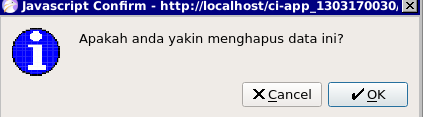 Javascript Confirm - http://localhost/ci-app_1303170030/
Apakah anda yakin menghapus data ini?
Cancel OK